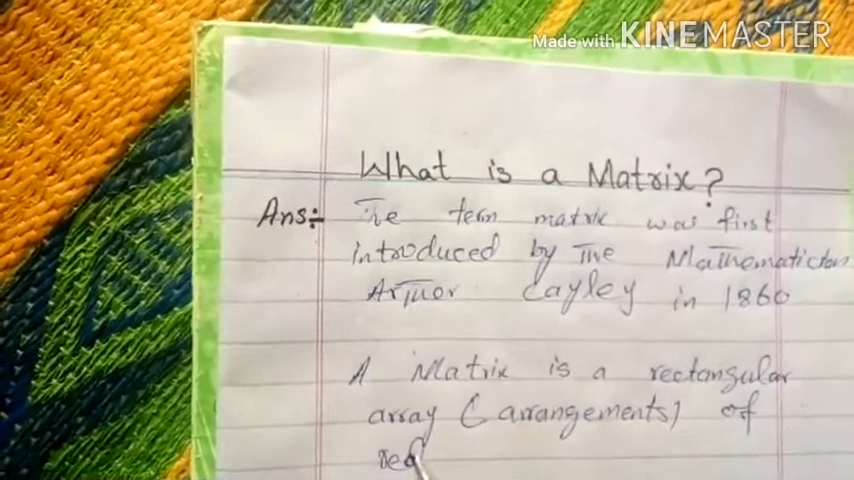 Made with KINEMASTER
What is a Matrix?
Ans:- The term matrix was first
introduced by The Mathematician
Arthur Cayley in 1860
A Matrix is a rectangular
array (arrangements) of